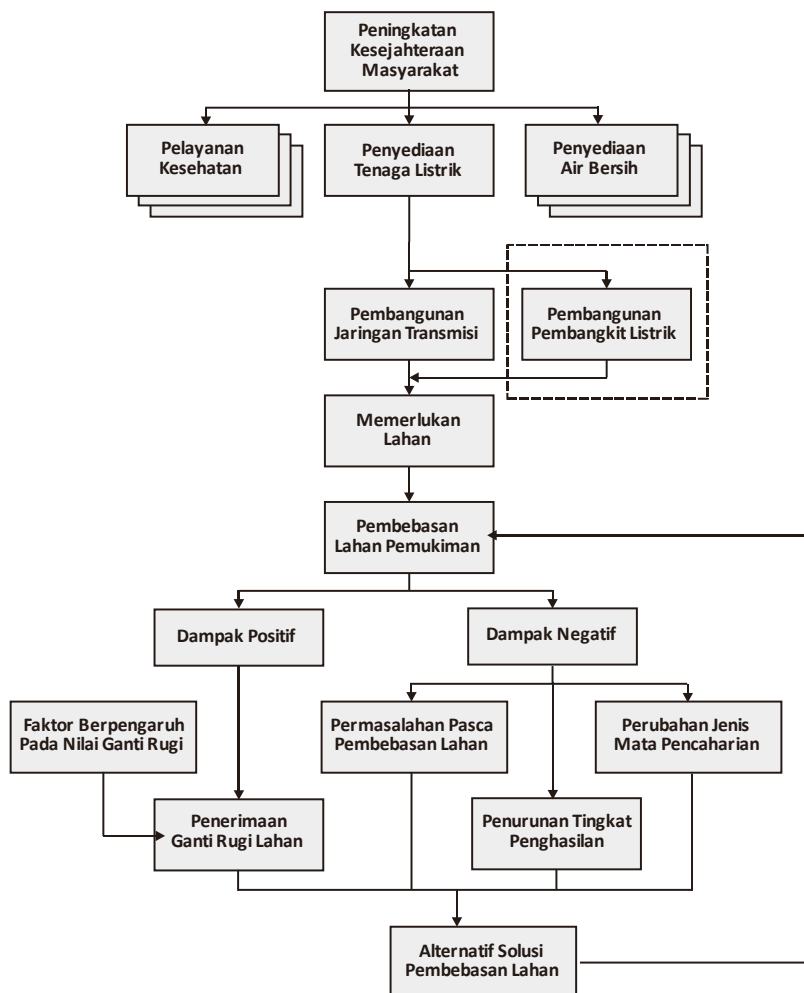 Peningkatan
Kesejahteraan
Masyarakat
Pelayanan
Kesehatan
Penyediaan
Tenaga Listrik
Penyediaan
Air Bersih
Pembangunan
Jaringan Transmisi
Pembangunan
Pembangkit Listrik
Memerlukan
Lahan
Pembebasan
Lahan Pemukiman
Dampak Positif
Dampak Negatif
Faktor Berpengaruh
Pada Nilai Ganti Rugi
Permasalahan Pasca
Pembebasan Lahan
Perubahan Jenis
Mata Pencaharian
Penerimaan
Ganti Rugi Lahan
Penurunan Tingkat
Penghasilan
Alternatif Solusi
Pembebasan Lahan